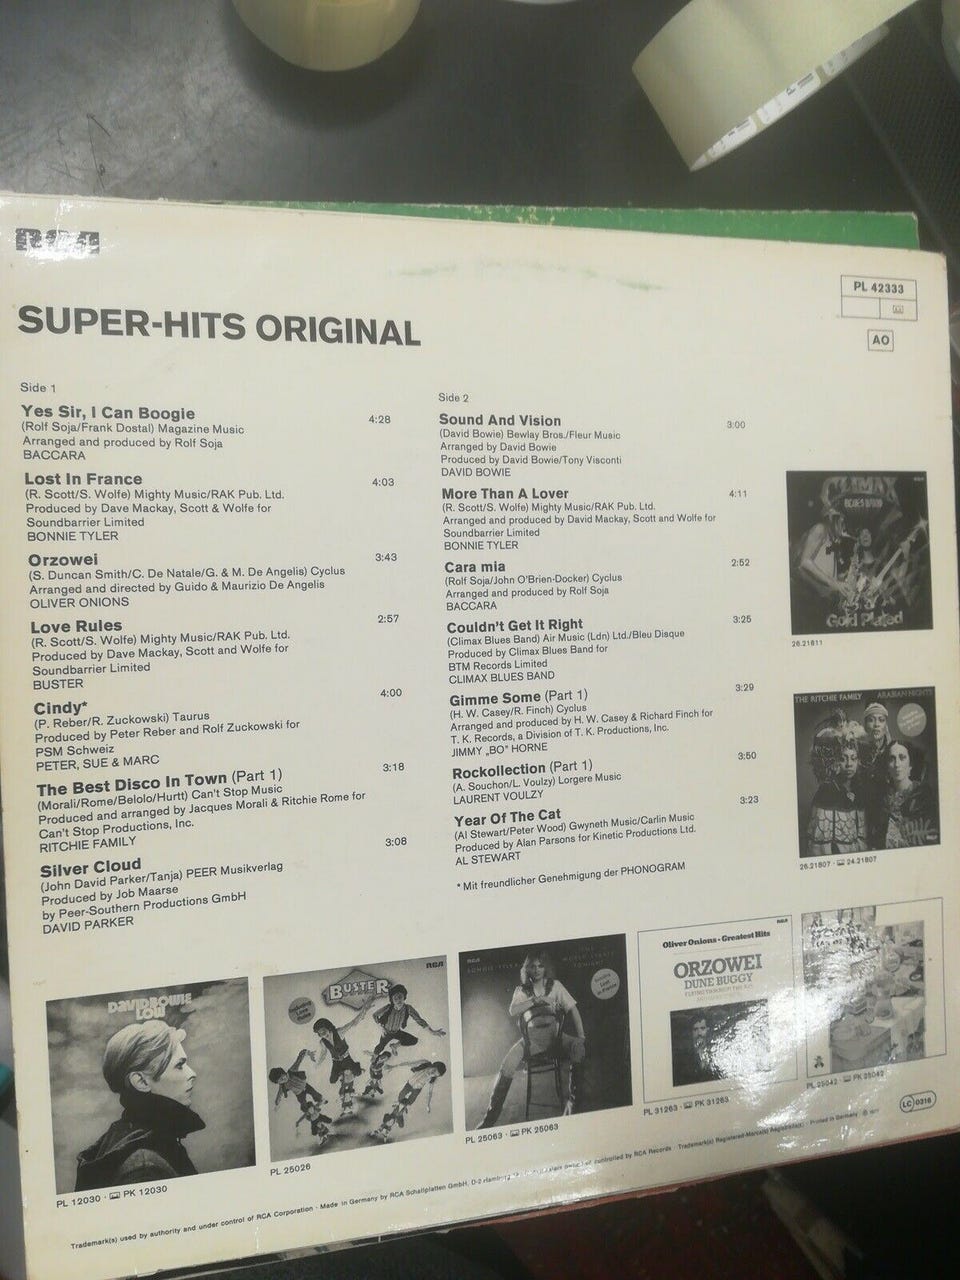 RCA
PL 42333
AO
SUPER-HITS ORIGINAL
Side 1
Yes Sir, I Can Boogie 4:28
(Rolf Soja/Frank Dostal) Magazine Music
Arranged and produced by Rolf Soja
BACCARA
Lost In France 4:03
(R. Scott/S. Wolfe) Mighty Music/RAK Pub. Ltd.
Produced by Dave Mackay, Scott & Wolfe for
Soundbarrier Limited
BONNIE TYLER
Orzowei 3:43
(S. Duncan Smith/C. De Natale/G. & M. De Angelis) Cyclus
Arranged and directed by Guido & Maurizio De Angelis
OLIVER ONIONS
Love Rules 2:57
(R. Scott/S. Wolfe) Mighty Music/RAK Pub. Ltd.
Produced by Dave Mackay, Scott and Wolfe for
Soundbarrier Limited
BUSTER
Cindy* 4:00
(P. Reber/R. Zuckowski) Taurus
Produced by Peter Reber and Rolf Zuckowski for
PSM Schweiz
PETER, SUE & MARC
The Best Disco In Town (Part 1) 3:18
(Morali/Rome/Belolo/Hurtt) Can't Stop Music
Produced and arranged by Jacques Morali & Ritchie Rome for
Can't Stop Productions, Inc.
RITCHIE FAMILY
Silver Cloud 3:08
(John David Parker/Tanja) PEER Musikverlag
Produced by Job Maarse
by Peer-Southern Productions GmbH
DAVID PARKER
Side 2
Sound And Vision 3:00
(David Bowie) Bewlay Bros./Fleur Music
Arranged by David Bowie
Produced by David Bowie/Tony Visconti
DAVID BOWIE
More Than A Lover 4:11
(R. Scott/S. Wolfe) Mighty Music/RAK Pub. Ltd.
Arranged and produced by David Mackay, Scott and Wolfe for
Soundbarrier Limited
BONNIE TYLER
Cara mia 2:52
(Rolf Soja/John O'Brien-Docker) Cyclus
Arranged and produced by Rolf Soja
BACCARA
Couldn't Get It Right 3:25
(Climax Blues Band) Air Music (Ldn) Ltd./Bleu Disque
Produced by Climax Blues Band for
BTM Records Limited
CLIMAX BLUES BAND
Gimme Some (Part 1) 3:29
(H. W. Casey/R. Finch) Cyclus
Arranged and produced by H. W. Casey & Richard Finch for
T. K. Records, a Division of T. K. Productions, Inc.
JIMMY „BO" HORNE
Rockollection (Part 1) 3:50
(A. Souchon/L. Voulzy) Lorgere Music
LAURENT VOULZY
Year Of The Cat 3:23
(Al Stewart/Peter Wood) Gwyneth Music/Carlin Music
Produced by Alan Parsons for Kinetic Productions Ltd.
AL STEWART
* Mit freundlicher Genehmigung der PHONOGRAM
CLIMAX
BLUES BAND
Gold Plated
26.21811
THE RITCHIE FAMILY ARABIAN NIGHTS
26.21807 · 24.21807
DAVID BOWIE
LOW
PL 12030 · PK 12030
RCA
BUSTER
PL 25026
RCA
BONNIE TYLER
PL 25063 · PK 25063
RCA
Oliver Onions · Greatest Hits
ORZOWEI
DUNE BUGGY
PL 31263 · PK 31263
AL
STEWART
PL 25042 · PK 25042
LC 0316
Trademark(s) used by authority and under control of RCA Corporation · Made in Germany by RCA Schallplatten GmbH, D-2 Hamburg
controlled by RCA Records · Trademark(s) Registered-Marca(s) Registrada(s) · Printed in Germany · ℗ 1977